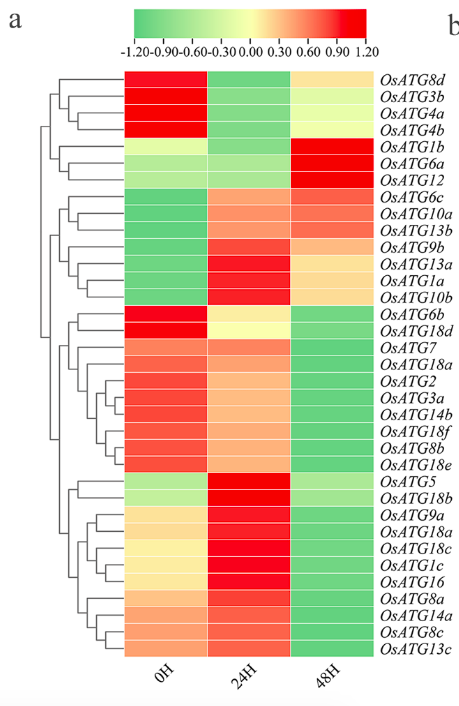 a
b
-1.20-0.90-0.60-0.30 0.00 0.30 0.60 0.90 1.20
OsATG8d
OsATG3b
OsATG4a
OsATG4b
OsATG1b
OsATG6a
OsATG12
OsATG6c
OsATG10a
OsATG13b
OsATG9b
OsATG13a
OsATG1a
OsATG10b
OsATG6b
OsATG18d
OsATG7
OsATG18a
OsATG2
OsATG3a
OsATG14b
OsATG18f
OsATG8b
OsATG18e
OsATG5
OsATG18b
OsATG9a
OsATG18a
OsATG18c
OsATG1c
OsATG16
OsATG8a
OsATG14a
OsATG8c
OsATG13c
0H 24H 48H